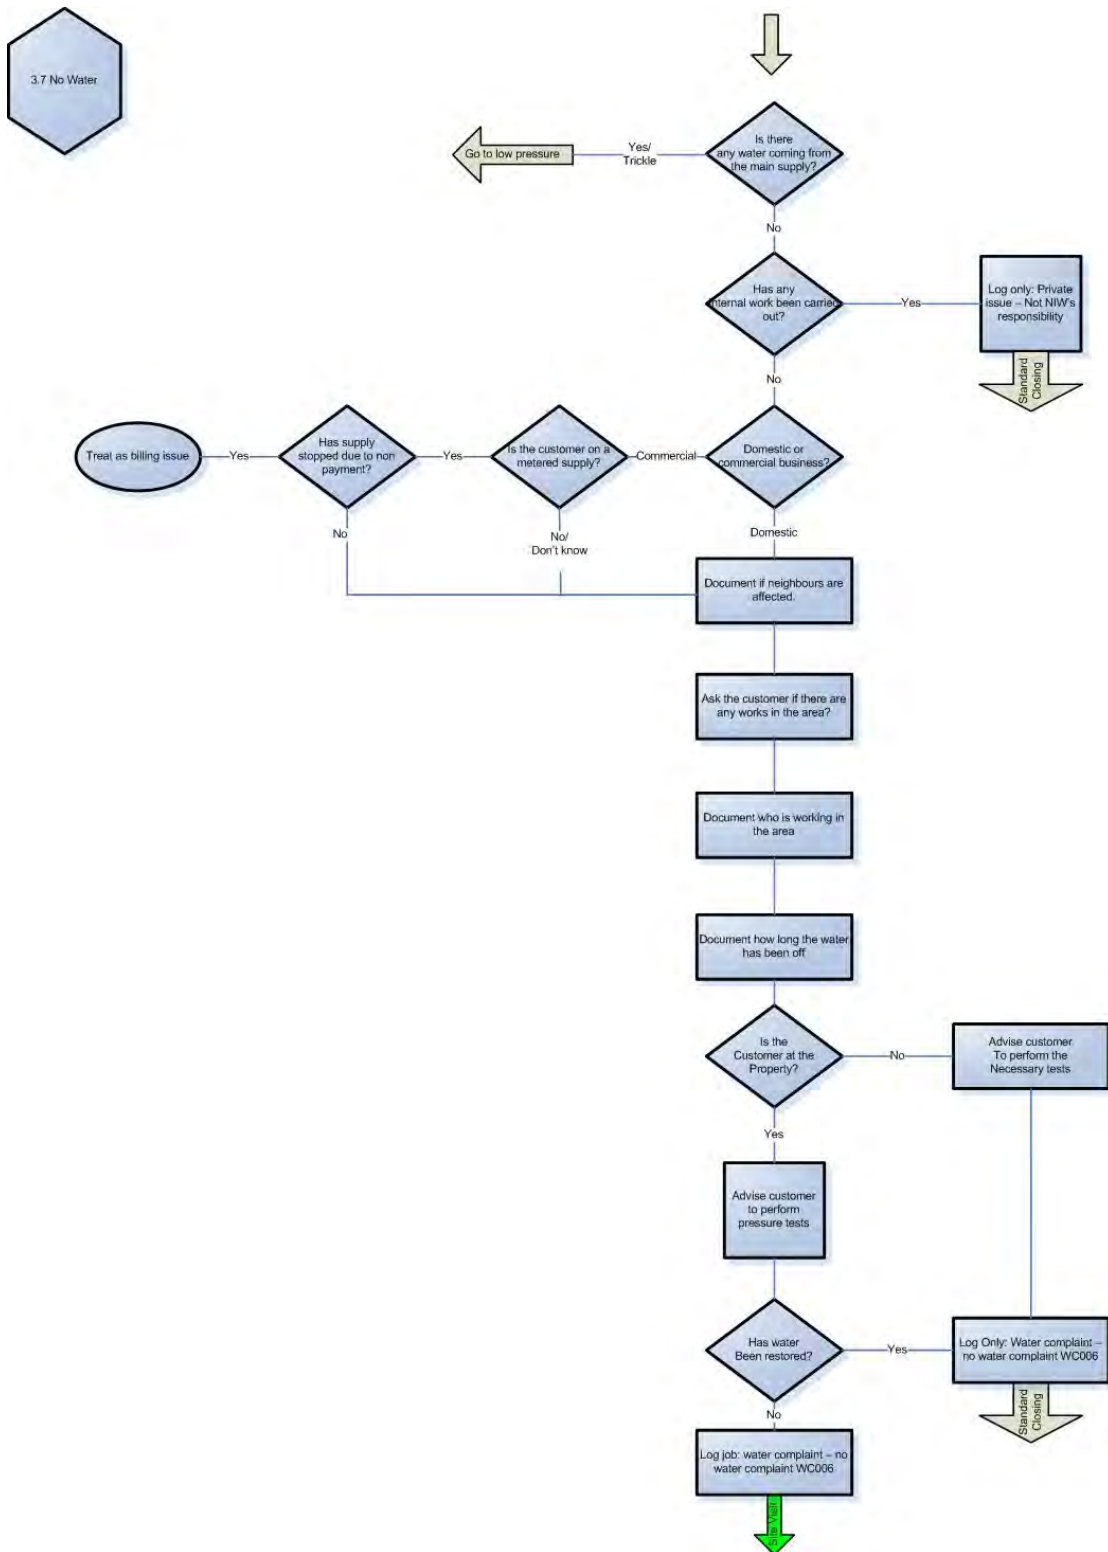 3.7 No Water
Is there
any water coming from
the main supply?
Yes/
Trickle
Go to low pressure
No
Has any
internal work been carried
out?
Yes
Log only: Private
issue – Not NIW's
responsibility
Standard
Closing
No
Domestic or
commercial business?
Commercial
Is the customer on a
metered supply?
Yes
Has supply
stopped due to non
payment?
Yes
Treat as billing issue
No
No/
Don't know
Domestic
Document if neighbours are
affected.
Ask the customer if there are
any works in the area?
Document who is working in
the area
Document how long the water
has been off
Is the
Customer at the
Property?
No
Advise customer
To perform the
Necessary tests
Yes
Advise customer
to perform
pressure tests
Has water
Been restored?
Yes
Log Only: Water complaint –
no water complaint WC006
Standard
Closing
No
Log job: water complaint – no
water complaint WC006
Site Visit